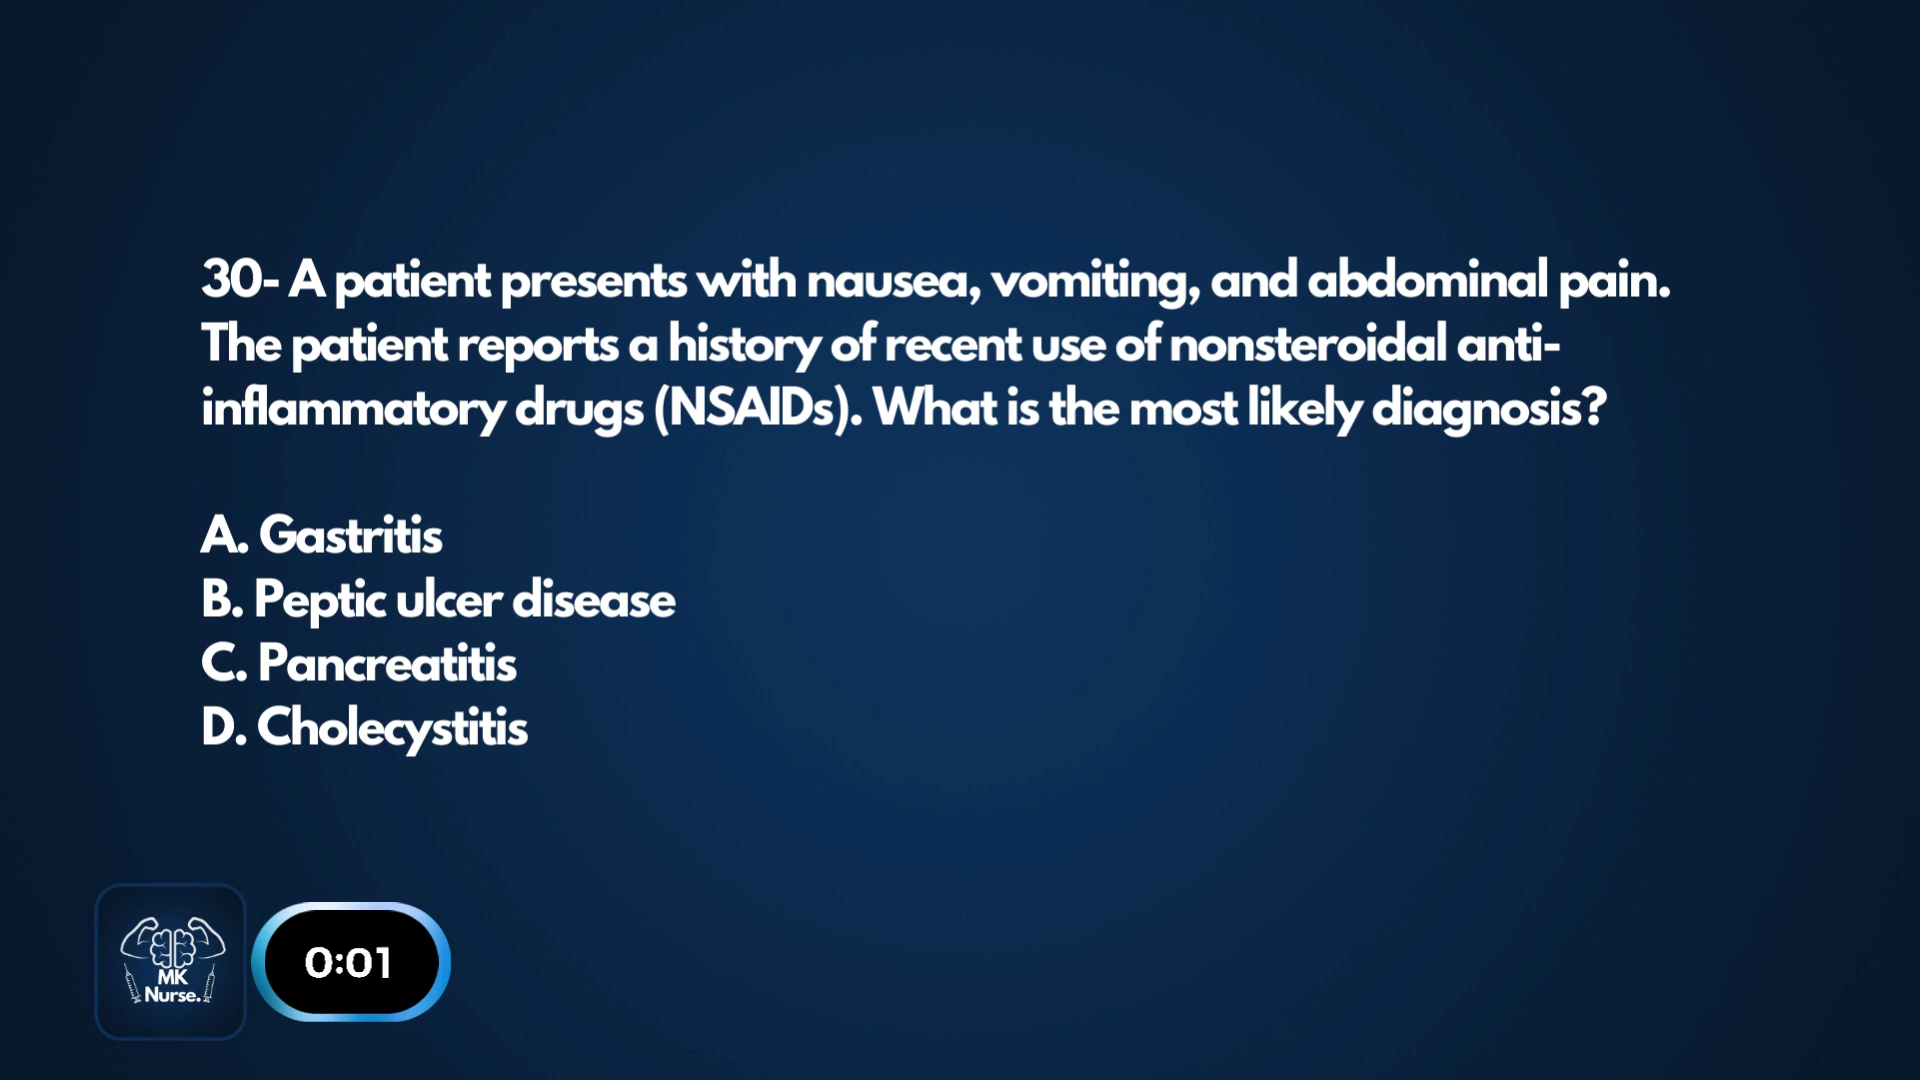 30- A patient presents with nausea, vomiting, and abdominal pain.
The patient reports a history of recent use of nonsteroidal anti-
inflammatory drugs (NSAIDs). What is the most likely diagnosis?
A. Gastritis
B. Peptic ulcer disease
C. Pancreatitis
D. Cholecystitis
MK
Nurse.
0:01